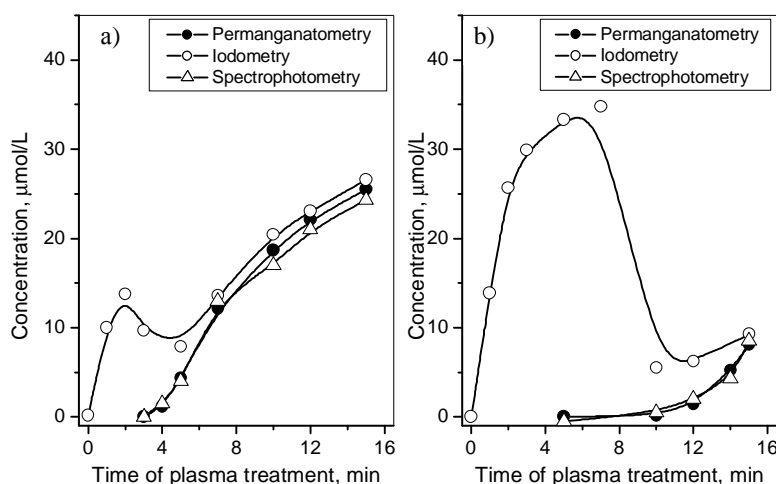 a)
Permanganatometry
Iodometry
Spectrophotometry
Concentration, μmol/L
40
30
20
10
0
0 4 8 12 16
Time of plasma treatment, min
b)
Permanganatometry
Iodometry
Spectrophotometry
Concentration, μmol/L
40
30
20
10
0
0 4 8 12 16
Time of plasma treatment, min